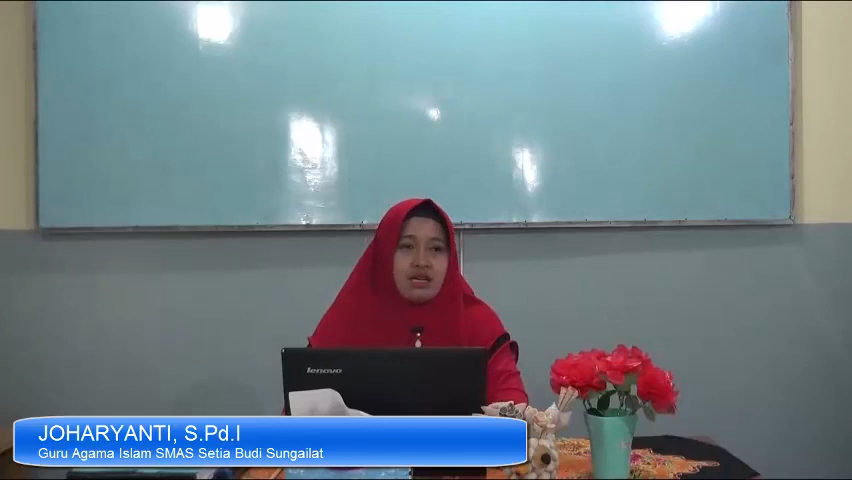 lenovo
JOHARYANTI, S.Pd.I
Guru Agama Islam SMAS Setia Budi Sungailat